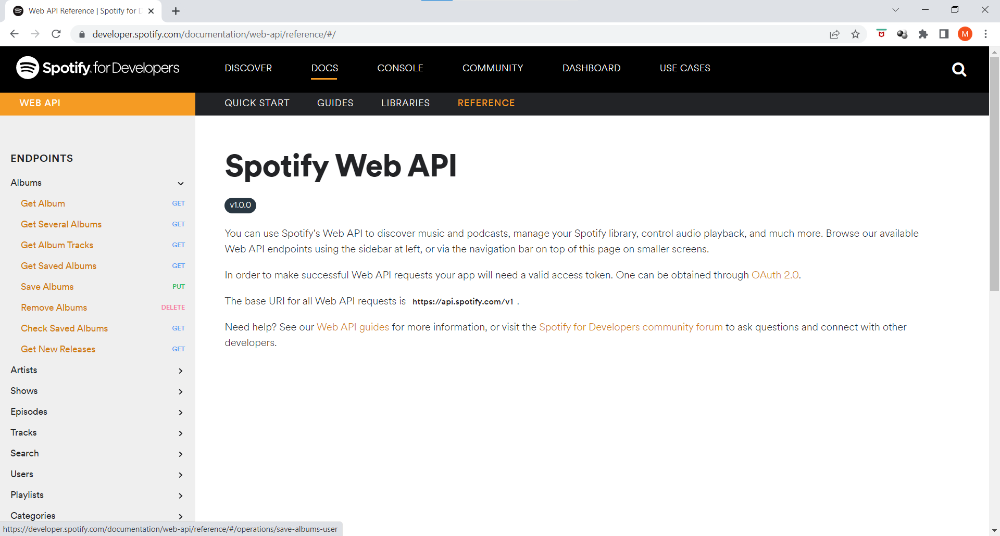 Web API Reference | Spotify for D
developer.spotify.com/documentation/web-api/reference/#/
M
Spotify for Developers
DISCOVER
DOCS
CONSOLE
COMMUNITY
DASHBOARD
USE CASES
WEB API
QUICK START
GUIDES
LIBRARIES
REFERENCE
ENDPOINTS
Albums
Get Album GET
Get Several Albums GET
Get Album Tracks GET
Get Saved Albums GET
Save Albums PUT
Remove Albums DELETE
Check Saved Albums GET
Get New Releases GET
Artists
Shows
Episodes
Tracks
Search
Users
Playlists
Categories
Spotify Web API
v1.0.0
You can use Spotify's Web API to discover music and podcasts, manage your Spotify library, control audio playback, and much more. Browse our available
Web API endpoints using the sidebar at left, or via the navigation bar on top of this page on smaller screens.
In order to make successful Web API requests your app will need a valid access token. One can be obtained through OAuth 2.0.
The base URI for all Web API requests is https://api.spotify.com/v1 .
Need help? See our Web API guides for more information, or visit the Spotify for Developers community forum to ask questions and connect with other
developers.
https://developer.spotify.com/documentation/web-api/reference/#/operations/save-albums-user